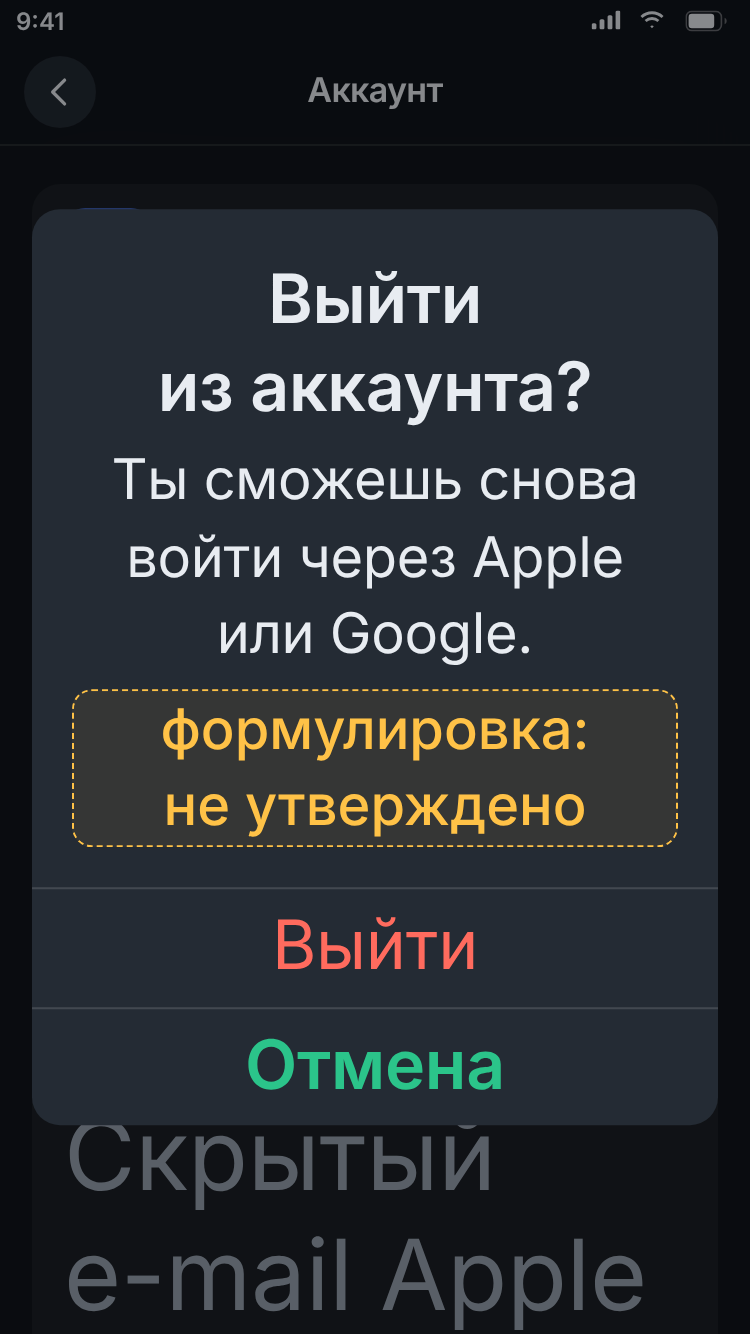 9:41
Аккаунт
Выйти
из аккаунта?
Ты сможешь снова
войти через Apple
или Google.
формулировка:
не утверждено
Выйти
Отмена
Скрытый
e-mail Apple